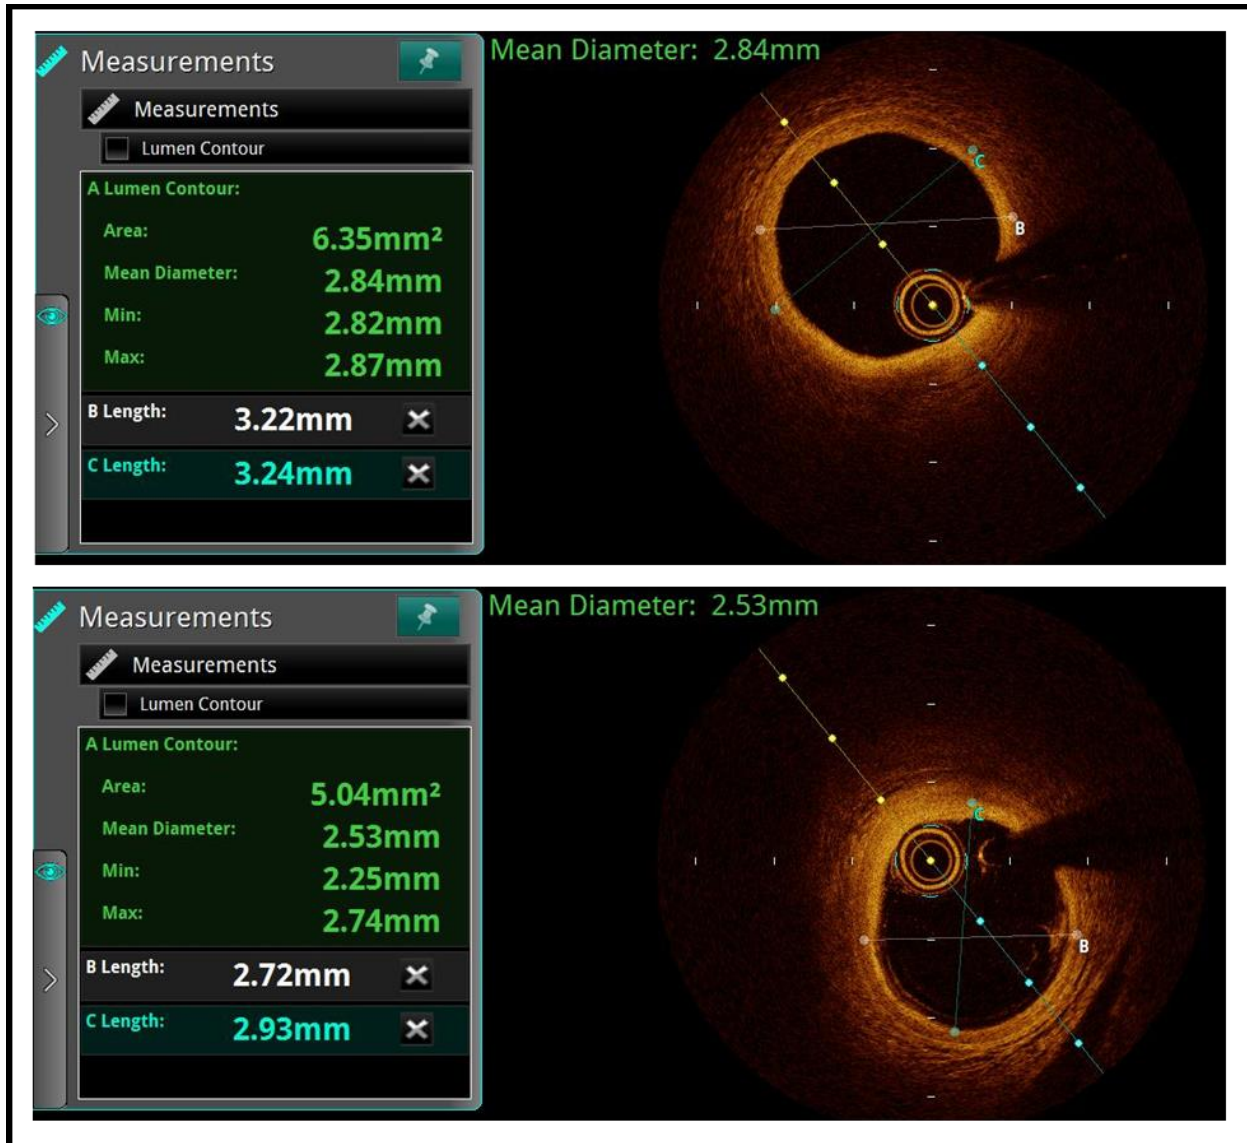 Measurements
Mean Diameter: 2.84mm
Measurements
Lumen Contour
A Lumen Contour:
Area: 6.35mm²
Mean Diameter: 2.84mm
Min: 2.82mm
Max: 2.87mm
B Length: 3.22mm
C Length: 3.24mm
C
B
Measurements
Mean Diameter: 2.53mm
Measurements
Lumen Contour
A Lumen Contour:
Area: 5.04mm²
Mean Diameter: 2.53mm
Min: 2.25mm
Max: 2.74mm
B Length: 2.72mm
C Length: 2.93mm
C
B